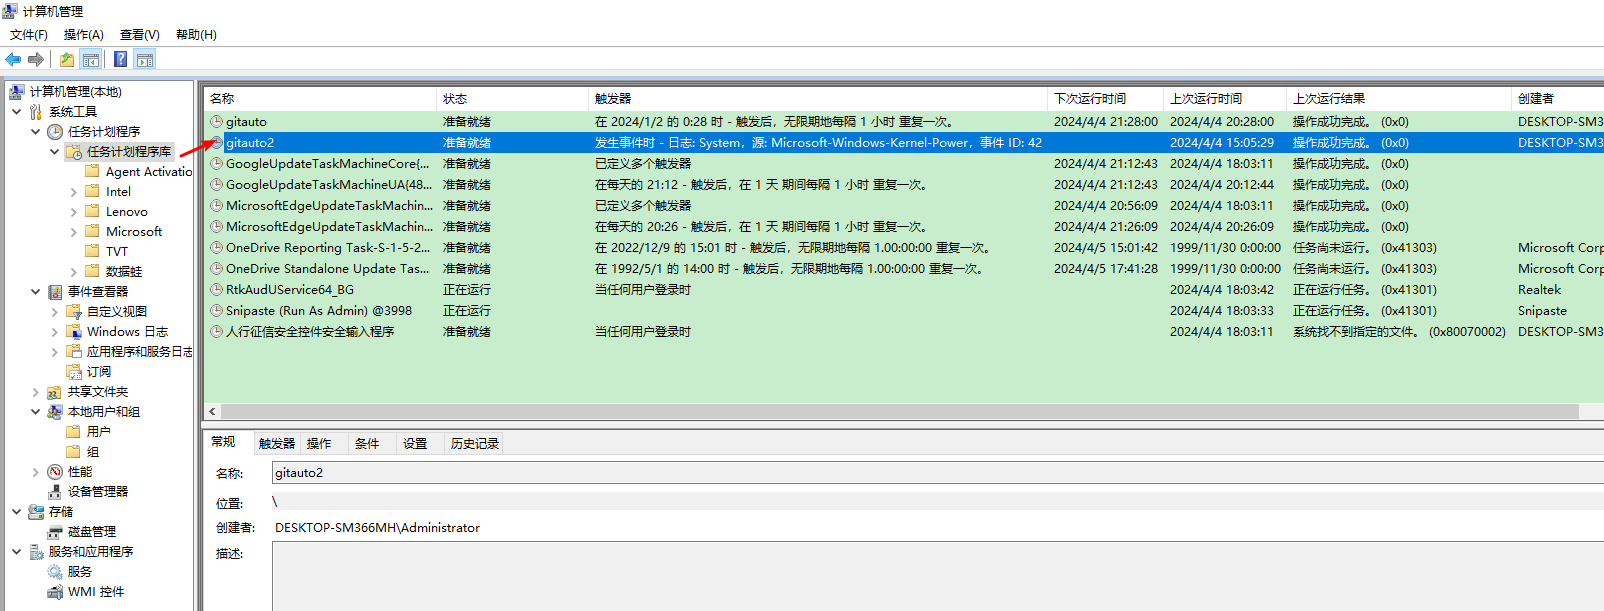 计算机管理
文件(F) 操作(A) 查看(V) 帮助(H)
计算机管理(本地)
系统工具
任务计划程序
任务计划程序库
Agent Activatio
Intel
Lenovo
Microsoft
TVT
数据蛙
事件查看器
自定义视图
Windows 日志
应用程序和服务日志
订阅
共享文件夹
本地用户和组
用户
组
性能
设备管理器
存储
磁盘管理
服务和应用程序
服务
WMI 控件
名称 状态 触发器 下次运行时间 上次运行时间 上次运行结果 创建者
gitauto 准备就绪 在 2024/1/2 的 0:28 时 - 触发后，无限期地每隔 1 小时 重复一次。 2024/4/4 21:28:00 2024/4/4 20:28:00 操作成功完成。 (0x0) DESKTOP-SM3
gitauto2 准备就绪 发生事件时 - 日志: System，源: Microsoft-Windows-Kernel-Power，事件 ID: 42 2024/4/4 15:05:29 操作成功完成。 (0x0) DESKTOP-SM3
GoogleUpdateTaskMachineCore{... 准备就绪 已定义多个触发器 2024/4/4 21:12:43 2024/4/4 18:03:11 操作成功完成。 (0x0)
GoogleUpdateTaskMachineUA{48... 准备就绪 在每天的 21:12 - 触发后，在 1 天 期间每隔 1 小时 重复一次。 2024/4/4 21:12:43 2024/4/4 20:12:44 操作成功完成。 (0x0)
MicrosoftEdgeUpdateTaskMachin... 准备就绪 已定义多个触发器 2024/4/4 20:56:09 2024/4/4 18:03:11 操作成功完成。 (0x0)
MicrosoftEdgeUpdateTaskMachin... 准备就绪 在每天的 20:26 - 触发后，在 1 天 期间每隔 1 小时 重复一次。 2024/4/4 21:26:09 2024/4/4 20:26:09 操作成功完成。 (0x0)
OneDrive Reporting Task-S-1-5-2... 准备就绪 在 2022/12/9 的 15:01 时 - 触发后，无限期地每隔 1.00:00:00 重复一次。 2024/4/5 15:01:42 1999/11/30 0:00:00 任务尚未运行。 (0x41303) Microsoft Corp
OneDrive Standalone Update Tas... 准备就绪 在 1992/5/1 的 14:00 时 - 触发后，无限期地每隔 1.00:00:00 重复一次。 2024/4/5 17:41:28 1999/11/30 0:00:00 任务尚未运行。 (0x41303) Microsoft Corp
RtkAudUService64_BG 正在运行 当任何用户登录时 2024/4/4 18:03:42 正在运行任务。 (0x41301) Realtek
Snipaste (Run As Admin) @3998 正在运行 2024/4/4 18:03:33 正在运行任务。 (0x41301) Snipaste
人行征信安全控件安全输入程序 准备就绪 当任何用户登录时 2024/4/4 18:03:11 系统找不到指定的文件。 (0x80070002) DESKTOP-SM3
常规 触发器 操作 条件 设置 历史记录
名称: gitauto2
位置: \
创建者: DESKTOP-SM366MH\Administrator
描述: